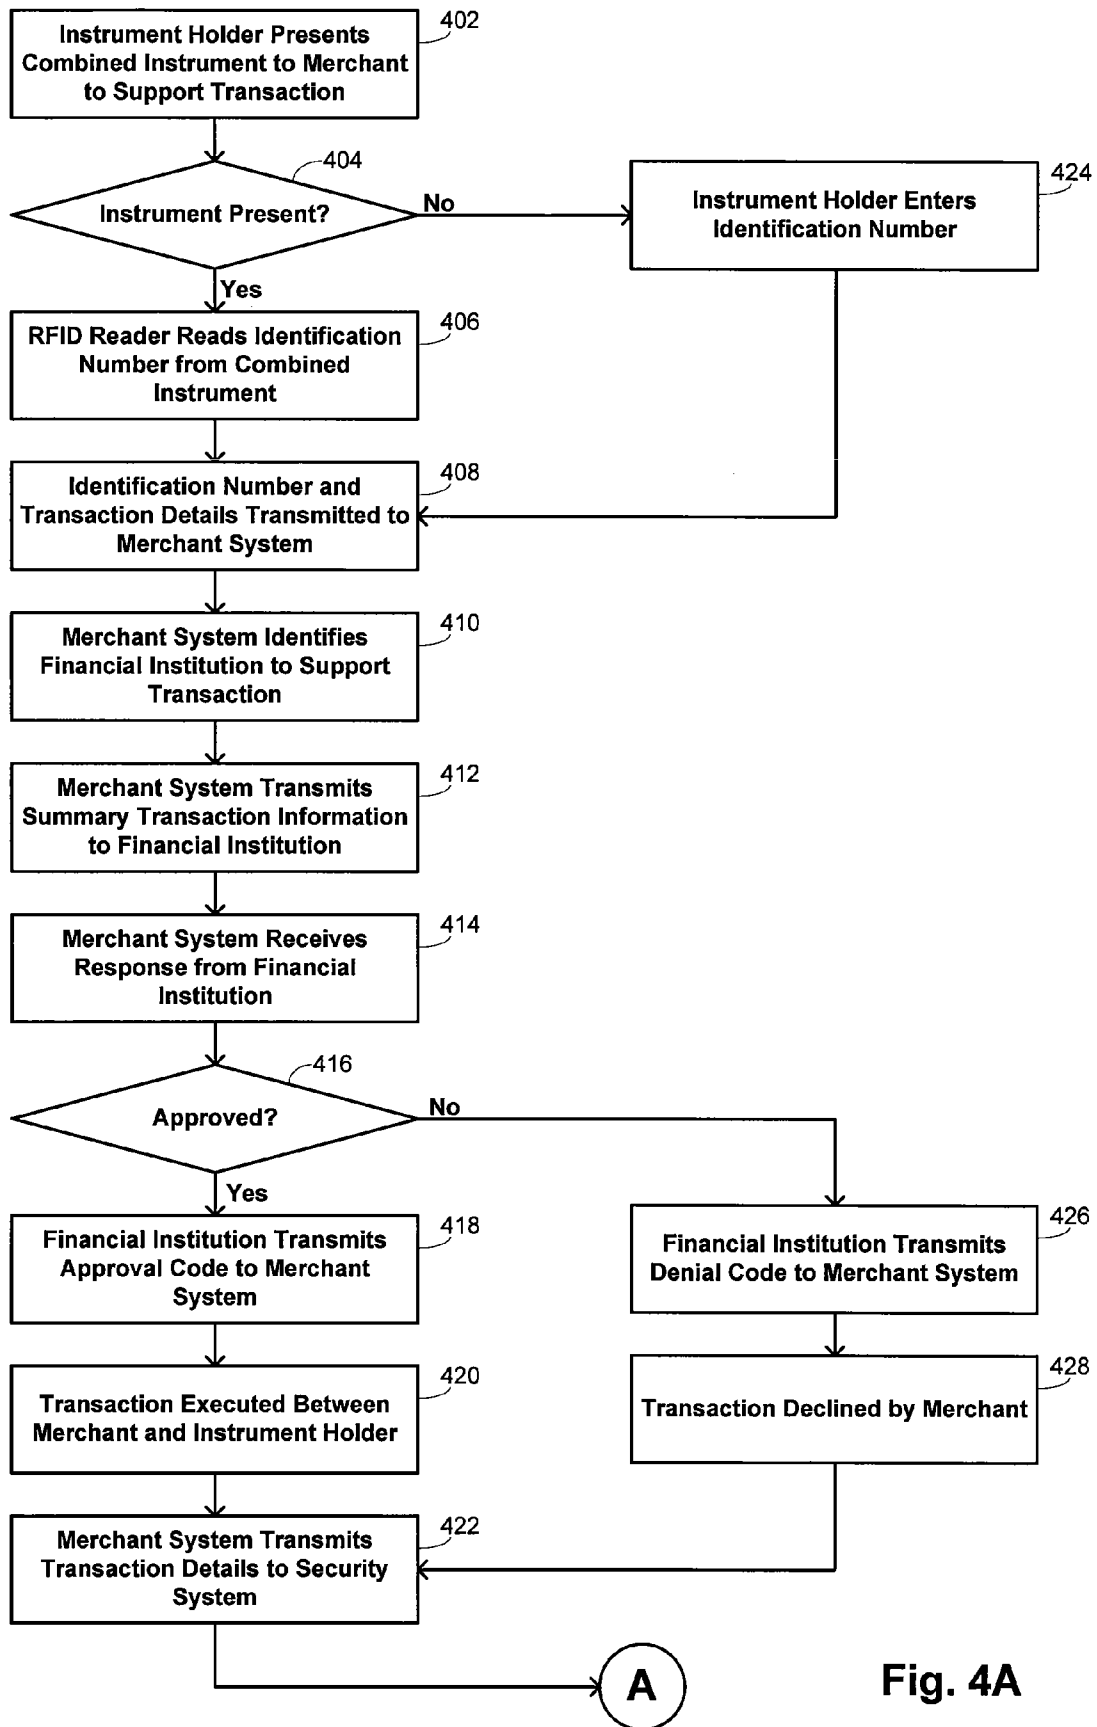 Instrument Holder Presents
Combined Instrument to Merchant
to Support Transaction
402
Instrument Present?
404
No
Instrument Holder Enters
Identification Number
424
Yes
RFID Reader Reads Identification
Number from Combined
Instrument
406
Identification Number and
Transaction Details Transmitted to
Merchant System
408
Merchant System Identifies
Financial Institution to Support
Transaction
410
Merchant System Transmits
Summary Transaction Information
to Financial Institution
412
Merchant System Receives
Response from Financial
Institution
414
Approved?
416
No
Yes
Financial Institution Transmits
Approval Code to Merchant
System
418
Financial Institution Transmits
Denial Code to Merchant System
426
Transaction Executed Between
Merchant and Instrument Holder
420
Transaction Declined by Merchant
428
Merchant System Transmits
Transaction Details to Security
System
422
A
Fig. 4A